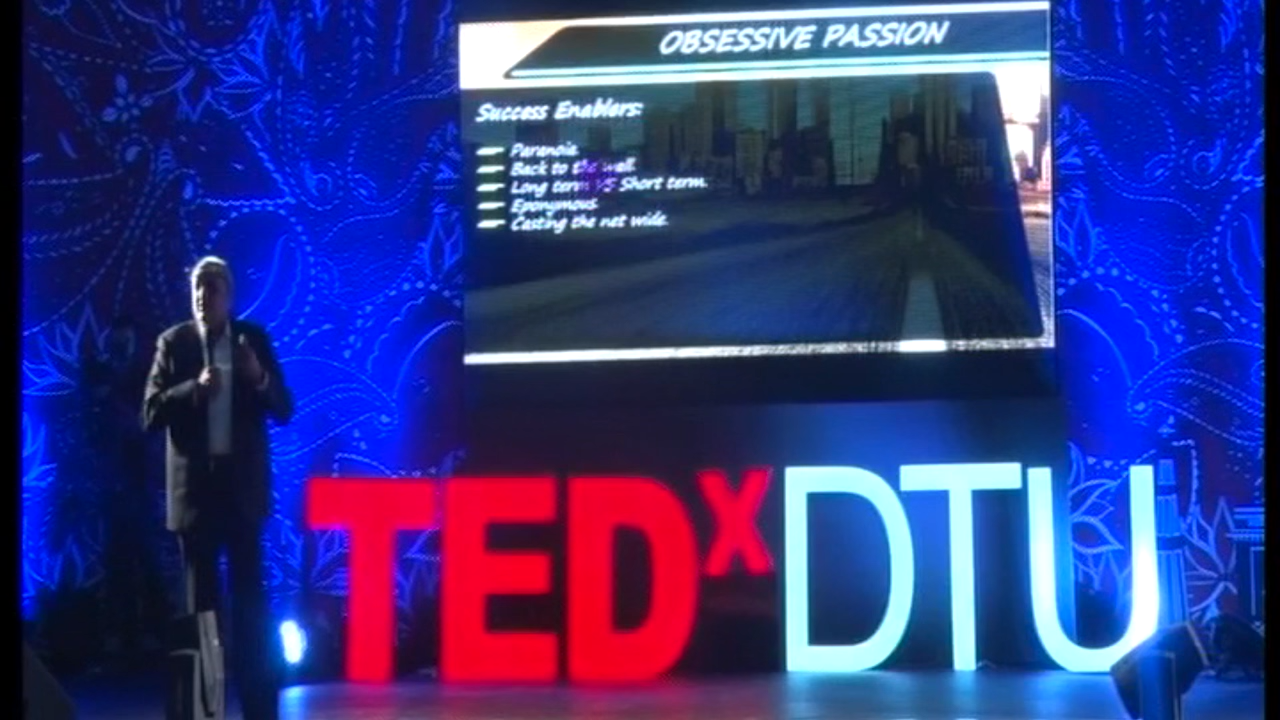 OBSESSIVE PASSION
Success Enablers:
Paranoia
Back to the wall.
Long term VS Short term.
Eponymous
Casting the net wide.
TEDxDTU